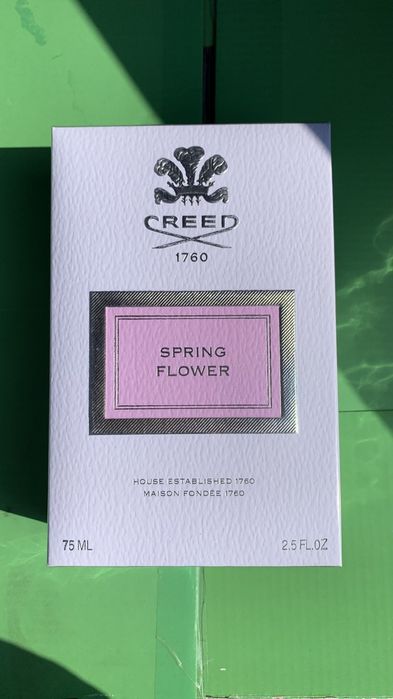 CREED
1760
SPRING
FLOWER
HOUSE ESTABLISHED 1760
MAISON FONDÉE 1760
75 ML
2.5 FL.OZ